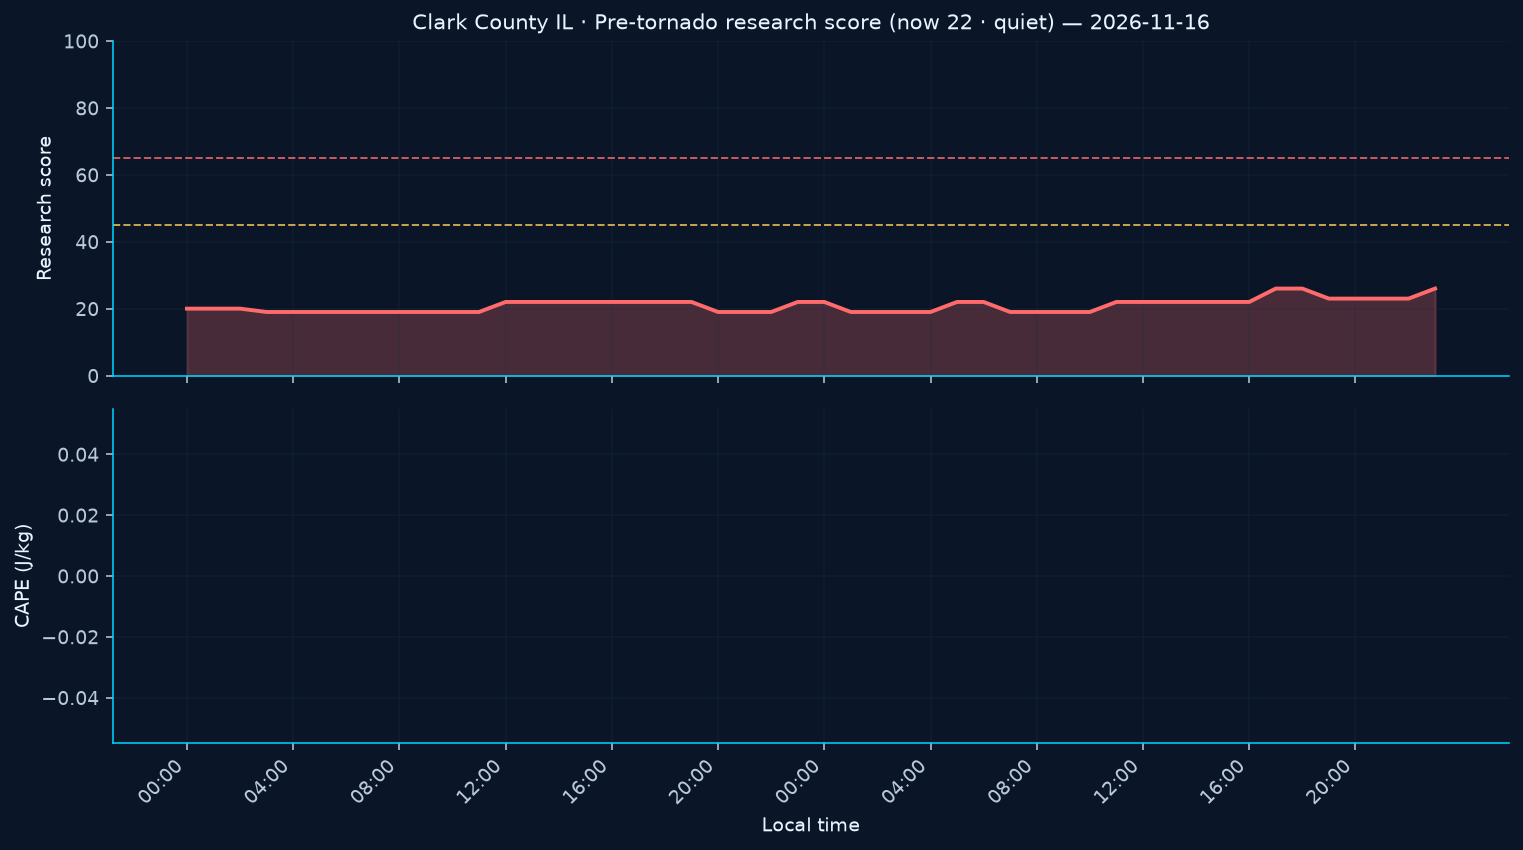 Clark County IL · Pre-tornado research score (now 22 · quiet) — 2026-11-16
Research score
100
80
60
40
20
0
CAPE (J/kg)
0.04
0.02
0.00
−0.02
−0.04
00:00 04:00 08:00 12:00 16:00 20:00 00:00 04:00 08:00 12:00 16:00 20:00
Local time